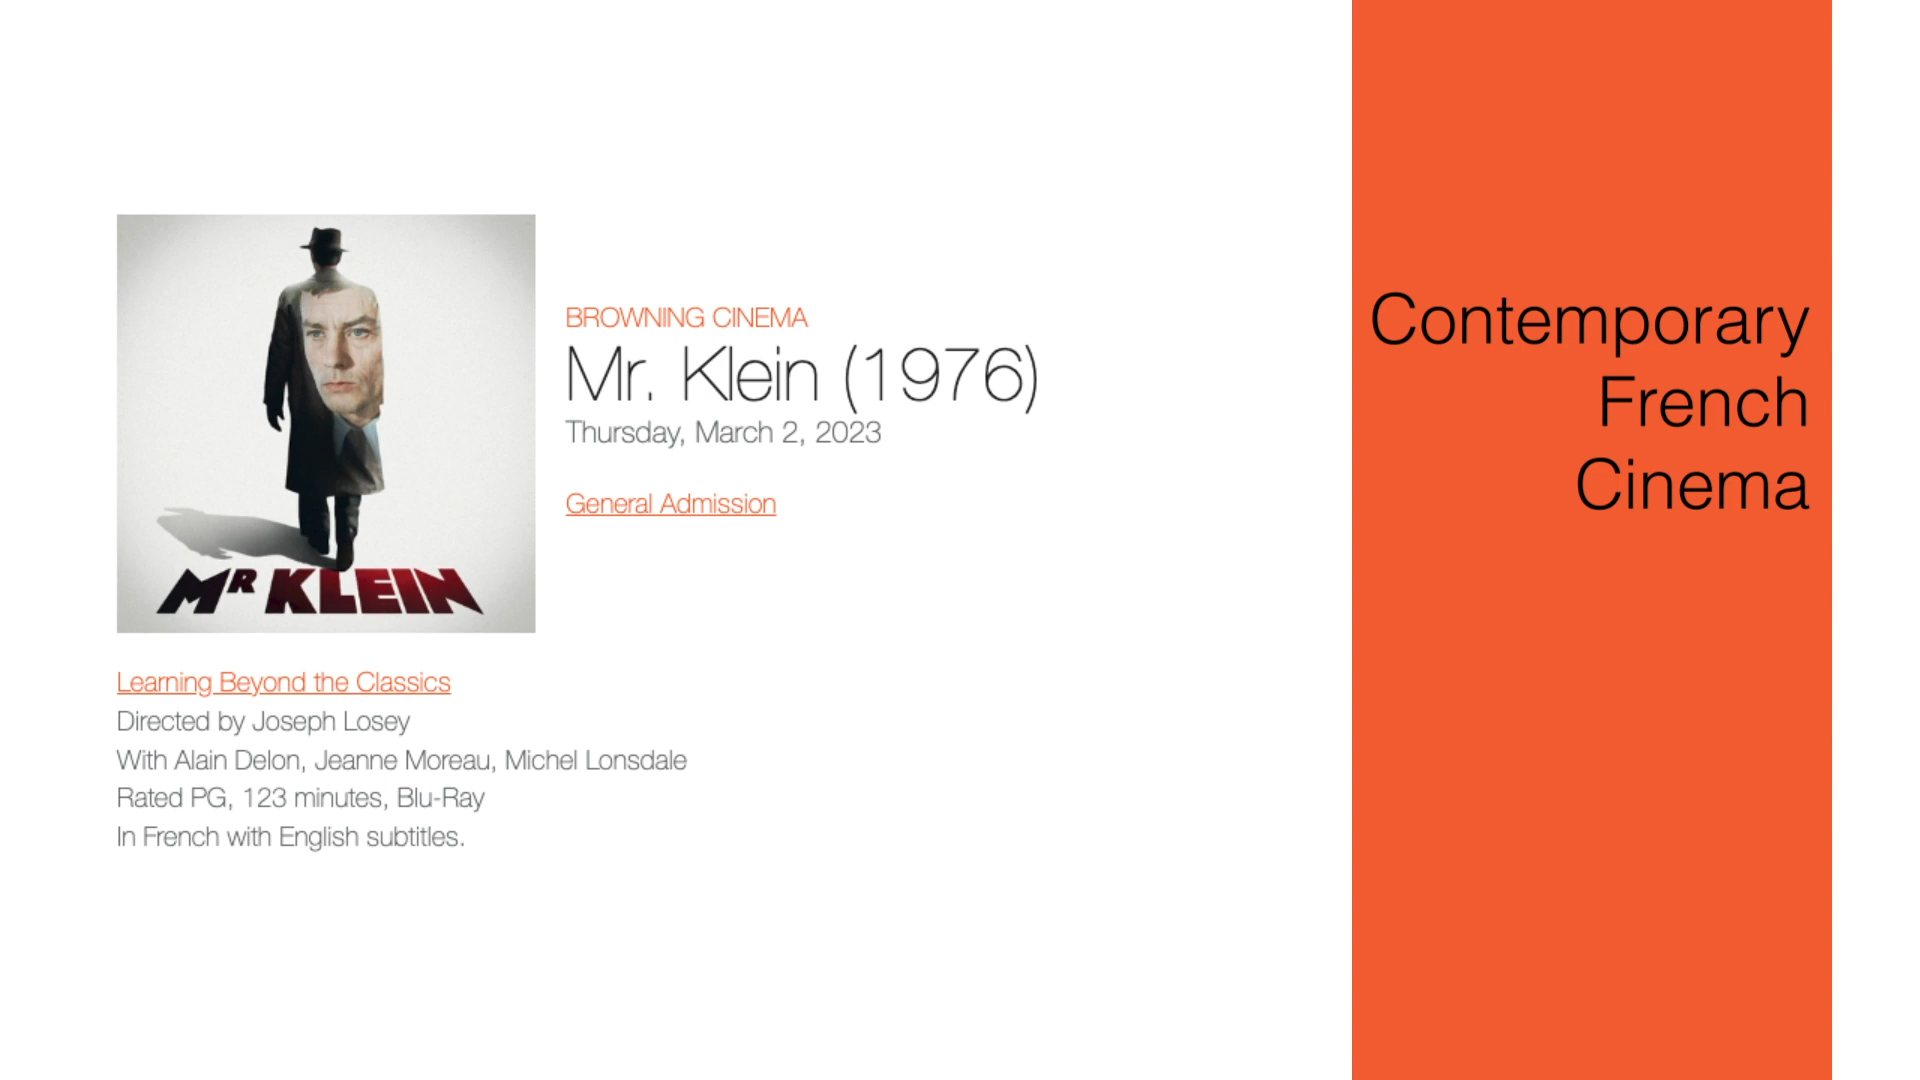 MR KLEIN
BROWNING CINEMA
Mr. Klein (1976)
Thursday, March 2, 2023
General Admission
Learning Beyond the Classics
Directed by Joseph Losey
With Alain Delon, Jeanne Moreau, Michel Lonsdale
Rated PG, 123 minutes, Blu-Ray
In French with English subtitles.
Contemporary
French
Cinema